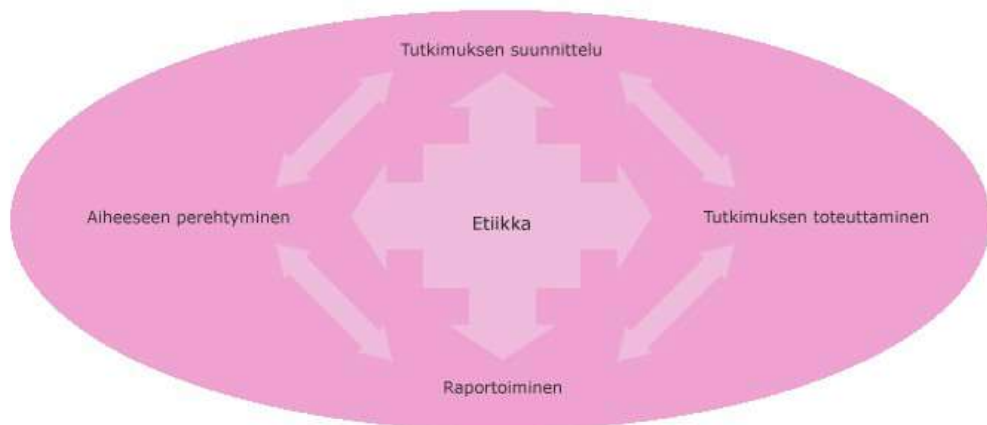 Tutkimuksen suunnittelu
Aiheeseen perehtyminen
Etiikka
Tutkimuksen toteuttaminen
Raportoiminen